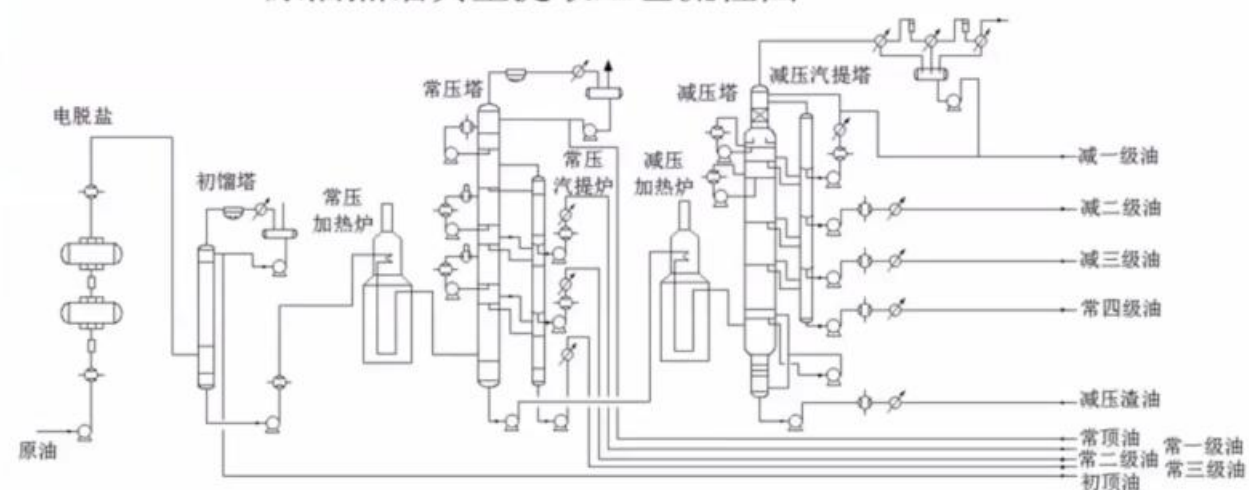 电脱盐
初馏塔
常压
加热炉
常压塔
常压
汽提炉
减压
加热炉
减压塔
减压汽提塔
原油
减一级油
减二级油
减三级油
常四级油
减压渣油
常顶油
常一级油
常二级油
常三级油
初顶油